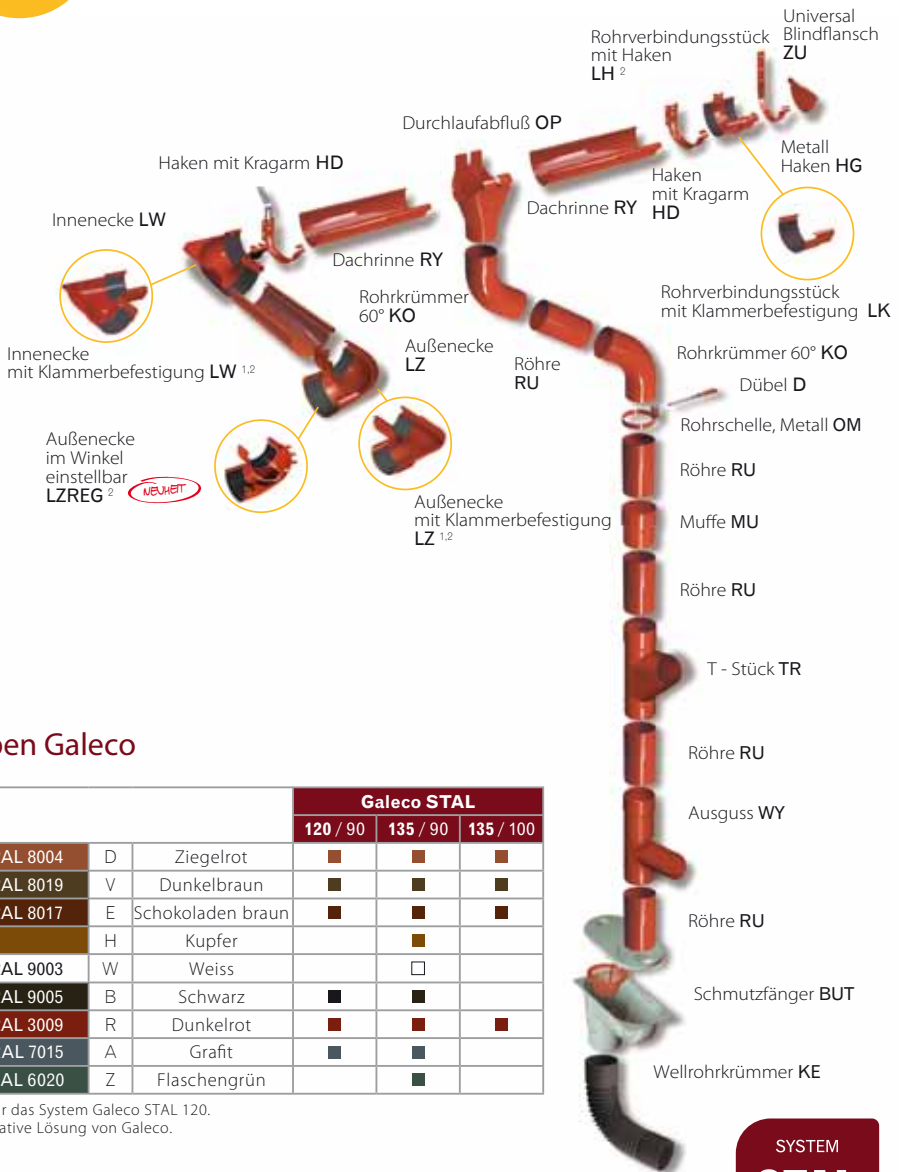 Universal
Blindflansch
ZU
Rohrverbindungsstück
mit Haken
LH 2
Durchlaufabfluß OP
Metall
Haken HG
Haken mit Kragarm HD
Haken
mit Kragarm
HD
Dachrinne RY
Innenecke LW
Dachrinne RY
Rohrverbindungsstück
mit Klammerbefestigung LK
Rohrkrümmer
60° KO
Innenecke
mit Klammerbefestigung LW 1,2
Außenecke
LZ
Röhre
RU
Rohrkrümmer 60° KO
Dübel D
Rohrschelle, Metall OM
Außenecke
im Winkel
einstellbar
LZREG 2
NEUHEIT
Röhre RU
Außenecke
mit Klammerbefestigung
LZ 1,2
Muffe MU
Röhre RU
T - Stück TR
en Galeco
Röhre RU
Galeco STAL
120 / 90 135 / 90 135 / 100
AL 8004 D Ziegelrot
AL 8019 V Dunkelbraun
AL 8017 E Schokoladen braun
H Kupfer
AL 9003 W Weiss
AL 9005 B Schwarz
AL 3009 R Dunkelrot
AL 7015 A Grafit
AL 6020 Z Flaschengrün
r das System Galeco STAL 120.
ative Lösung von Galeco.
Ausguss WY
Röhre RU
Schmutzfänger BUT
Wellrohrkrümmer KE
SYSTEM